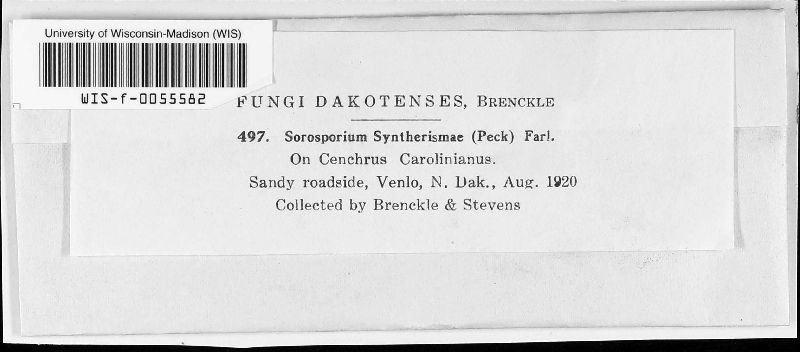 University of Wisconsin-Madison (WIS)
WIS-f-0055582
FUNGI DAKOTENSES, BRENCKLE
497. Sorosporium Syntherismae (Peck) Farl.
On Cenchrus Carolinianus.
Sandy roadside, Venlo, N. Dak., Aug. 1920
Collected by Brenckle & Stevens